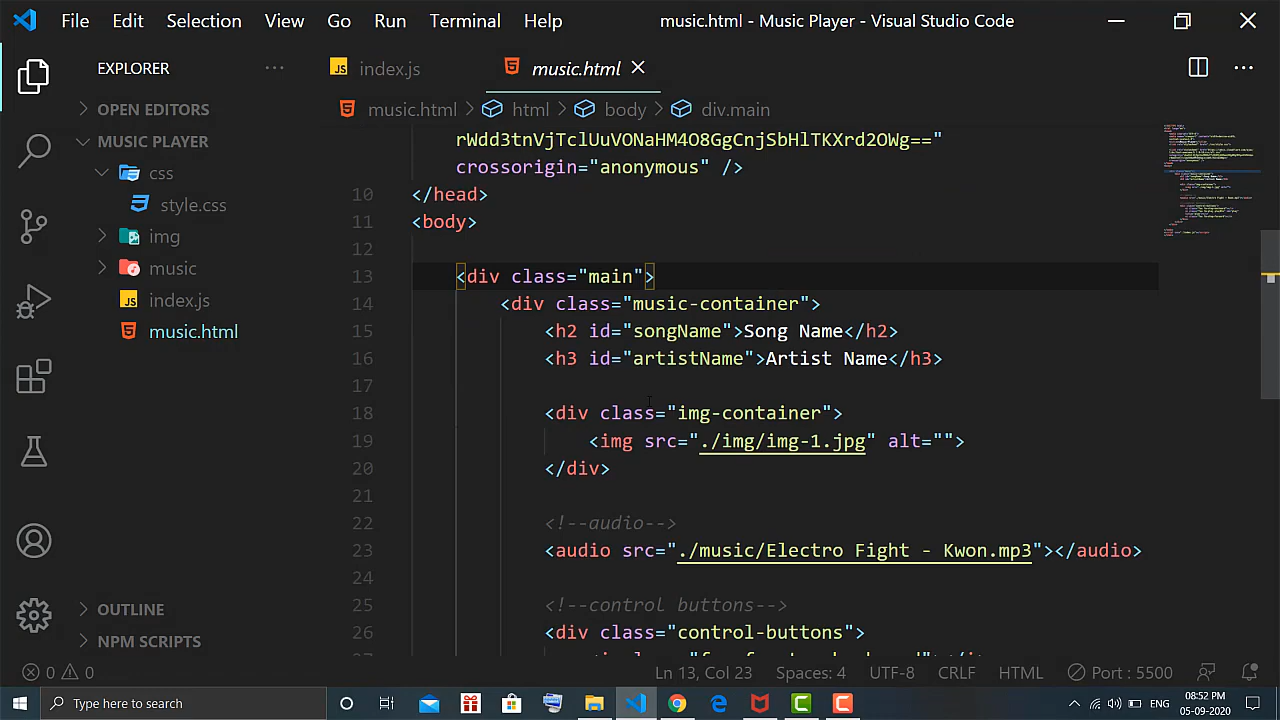 File Edit Selection View Go Run Terminal Help music.html - Music Player - Visual Studio Code
EXPLORER
JS index.js
music.html
OPEN EDITORS
music.html > html > body > div.main
MUSIC PLAYER
css
style.css
img
music
JS index.js
music.html
OUTLINE
NPM SCRIPTS
rWdd3tnVjTclUuVONaHM4O8GgCnjSbHlTKXrd2OWg=="
crossorigin="anonymous" />
10 </head>
11 <body>
12
13 <div class="main">
14 <div class="music-container">
15 <h2 id="songName">Song Name</h2>
16 <h3 id="artistName">Artist Name</h3>
17
18 <div class="img-container">
19 <img src="./img/img-1.jpg" alt="">
20 </div>
21
22 <!--audio-->
23 <audio src="./music/Electro Fight - Kwon.mp3"></audio>
24
25 <!--control buttons-->
26 <div class="control-buttons">
0 0 Ln 13, Col 23 Spaces: 4 UTF-8 CRLF HTML Port : 5500
Type here to search
ENG
08:52 PM
05-09-2020